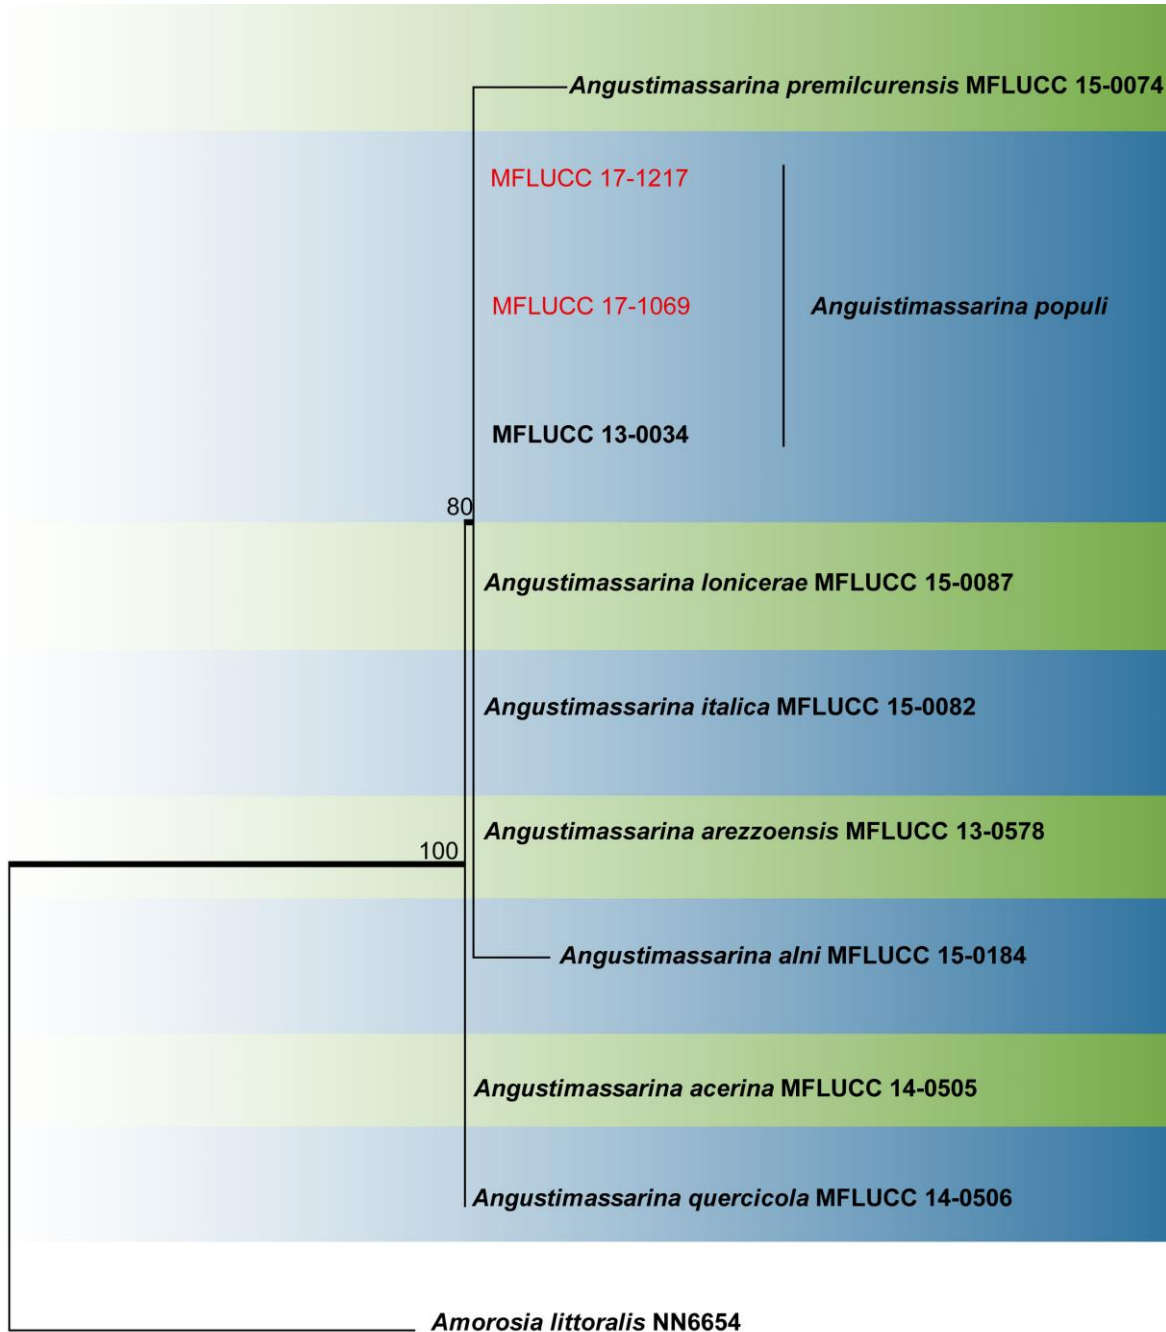 Angustimassarina premilcurensis MFLUCC 15-0074
MFLUCC 17-1217
MFLUCC 17-1069
Anguistimassarina populi
MFLUCC 13-0034
80
Angustimassarina lonicerae MFLUCC 15-0087
Angustimassarina italica MFLUCC 15-0082
Angustimassarina arezzoensis MFLUCC 13-0578
100
Angustimassarina alni MFLUCC 15-0184
Angustimassarina acerina MFLUCC 14-0505
Angustimassarina quercicola MFLUCC 14-0506
Amorosia littoralis NN6654